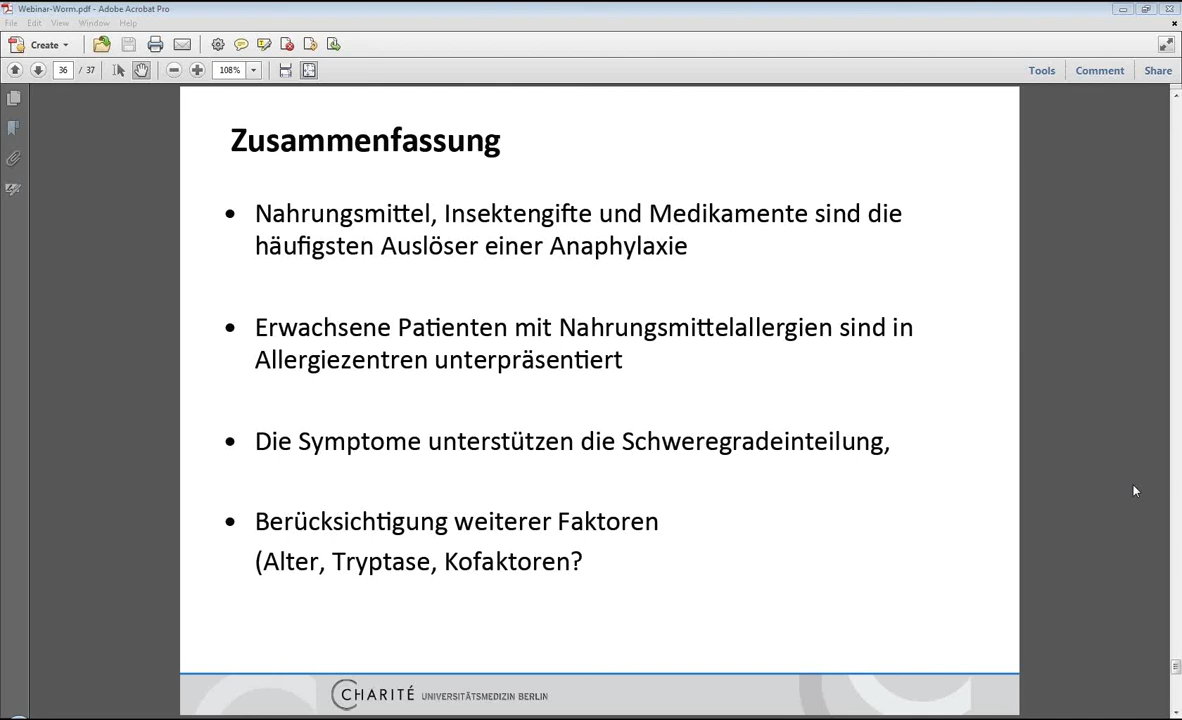 Webinar-Worm.pdf - Adobe Acrobat Pro
File Edit View Window Help
Create
36 / 37 108% Tools Comment Share
Zusammenfassung
• Nahrungsmittel, Insektengifte und Medikamente sind die
häufigsten Auslöser einer Anaphylaxie
• Erwachsene Patienten mit Nahrungsmittelallergien sind in
Allergiezentren unterpräsentiert
• Die Symptome unterstützen die Schweregradeinteilung,
• Berücksichtigung weiterer Faktoren
(Alter, Tryptase, Kofaktoren?
CHARITÉ UNIVERSITÄTSMEDIZIN BERLIN